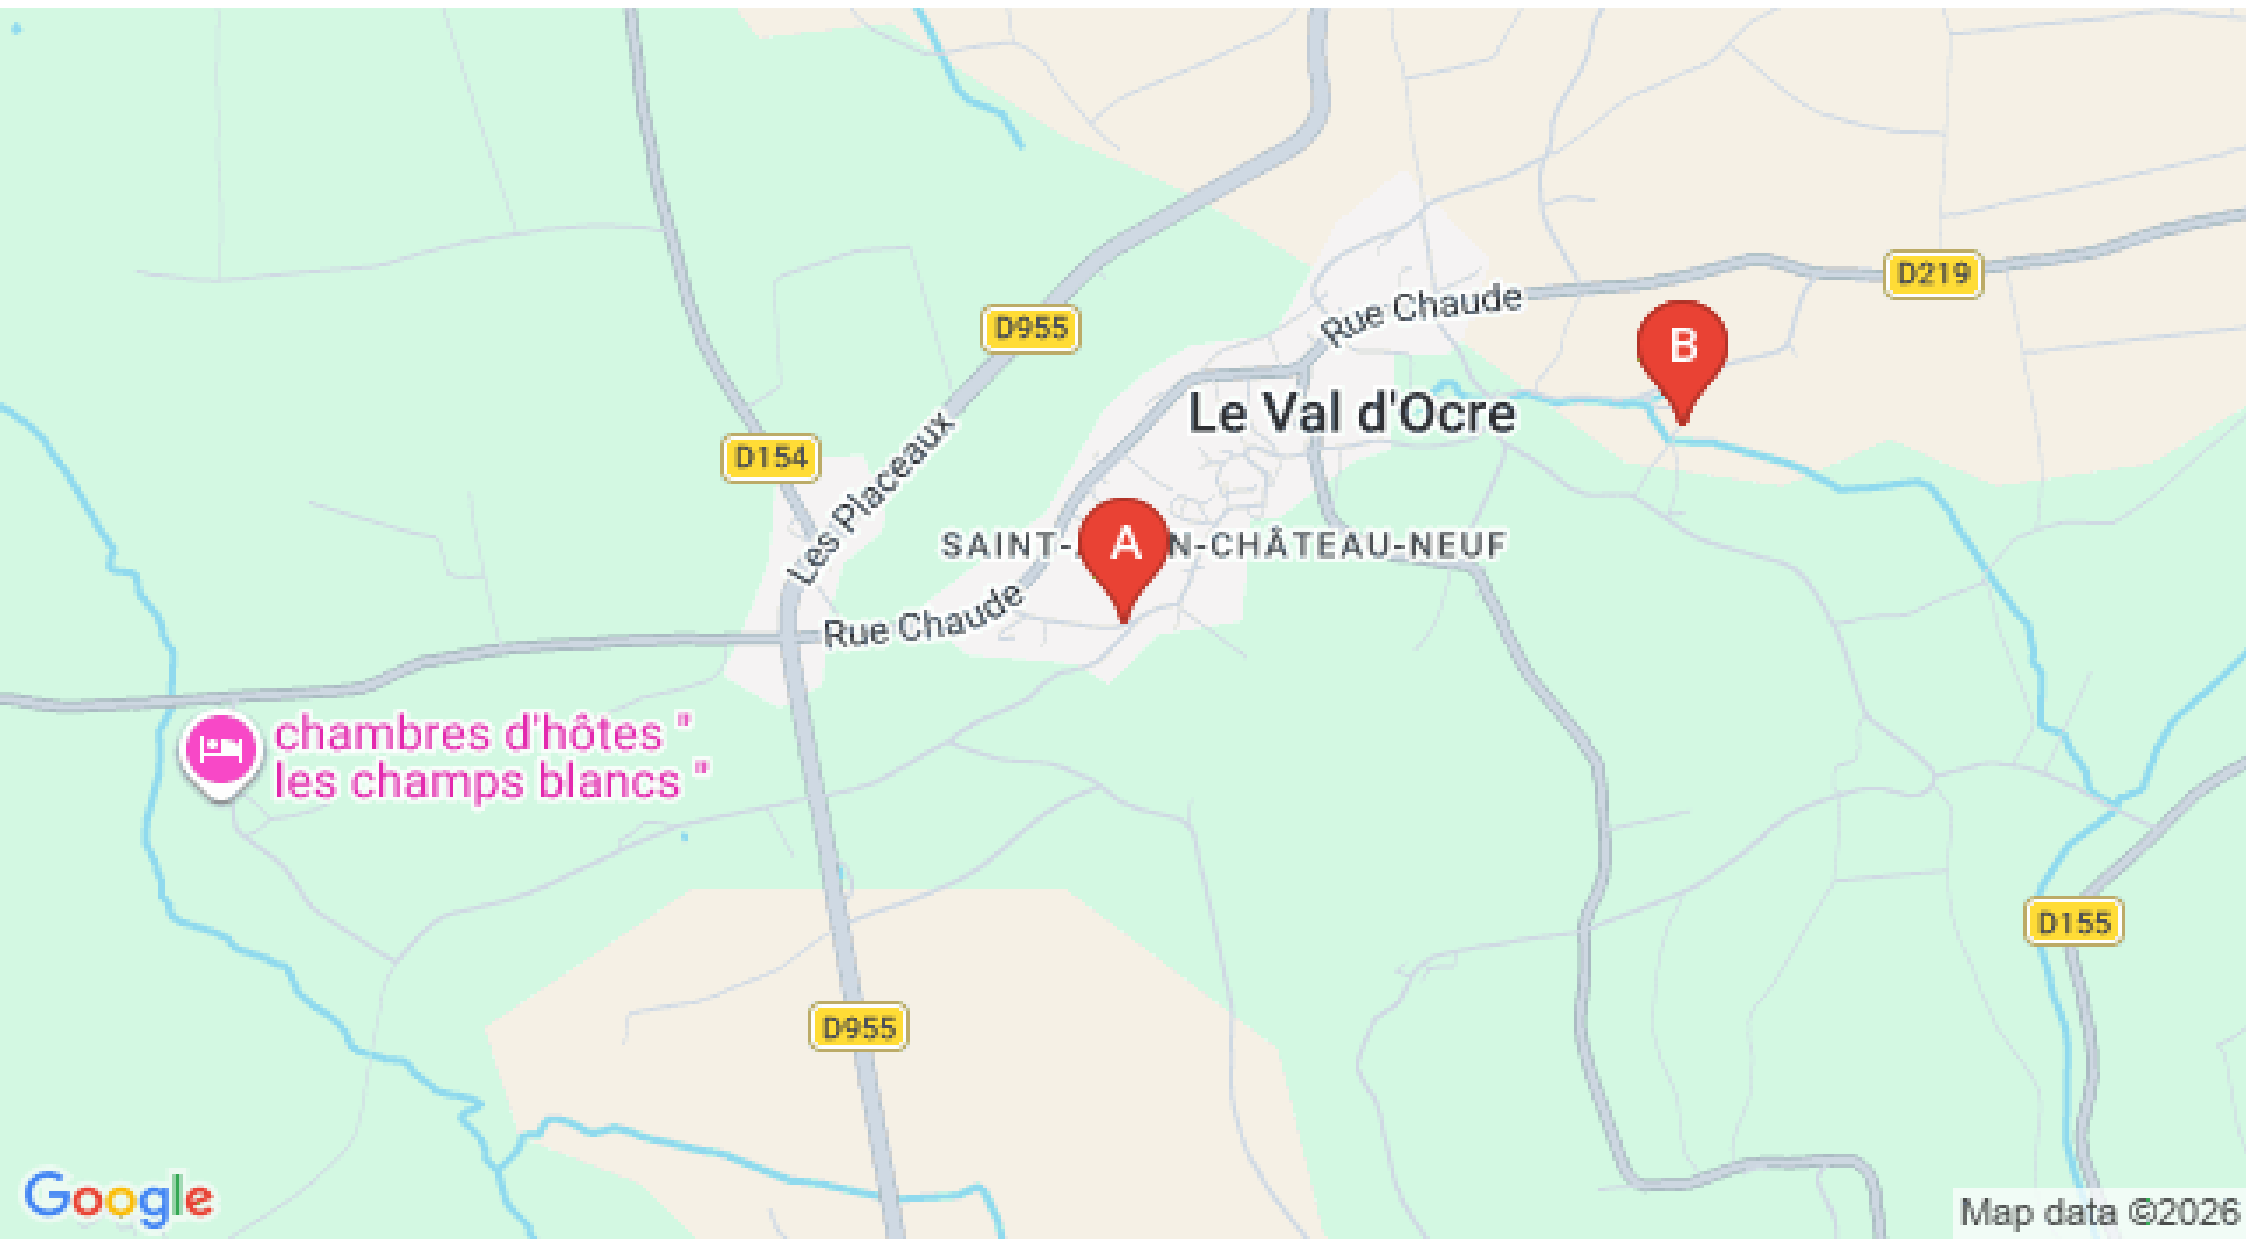 D219
Rue Chaude
D955
B
Le Val d'Ocre
Les Placeaux
D154
SAINT-
A
N-CHÂTEAU-NEUF
Rue Chaude
chambres d'hôtes "
les champs blancs "
D155
D955
Google
Map data ©2026